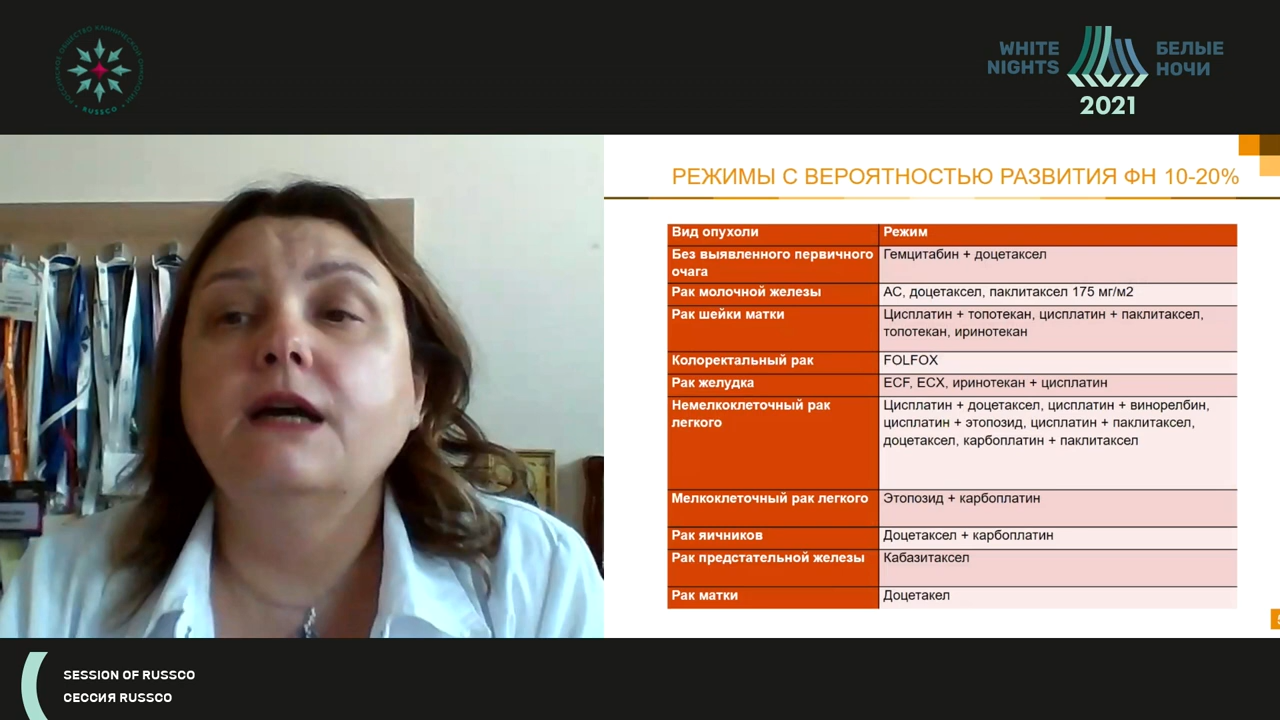 РОССИЙСКОЕ ОБЩЕСТВО КЛИНИЧЕСКОЙ ОНКОЛОГИИ
RUSSCO
WHITE
NIGHTS
БЕЛЫЕ
НОЧИ
2021
РЕЖИМЫ С ВЕРОЯТНОСТЬЮ РАЗВИТИЯ ФН 10-20%
Вид опухоли
Режим
Без выявленного первичного
очага
Гемцитабин + доцетаксел
Рак молочной железы
АС, доцетаксел, паклитаксел 175 мг/м2
Рак шейки матки
Цисплатин + топотекан, цисплатин + паклитаксел,
топотекан, иринотекан
Колоректальный рак
FOLFOX
Рак желудка
ECF, ECX, иринотекан + цисплатин
Немелкоклеточный рак
легкого
Цисплатин + доцетаксел, цисплатин + винорелбин,
цисплатин + этопозид, цисплатин + паклитаксел,
доцетаксел, карбоплатин + паклитаксел
Мелкоклеточный рак легкого
Этопозид + карбоплатин
Рак яичников
Доцетаксел + карбоплатин
Рак предстательной железы
Кабазитаксел
Рак матки
Доцетакел
SESSION OF RUSSCO
СЕССИЯ RUSSCO